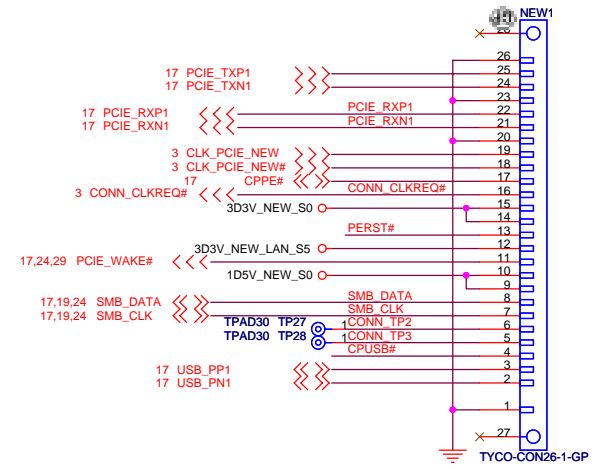 NEW1
28
26
17 PCIE_TXP1 25
17 PCIE_TXN1 24
23
17 PCIE_RXP1 PCIE_RXP1 22
17 PCIE_RXN1 PCIE_RXN1 21
20
3 CLK_PCIE_NEW 19
3 CLK_PCIE_NEW# 18
17 CPPE# 17
3 CONN_CLKREQ# CONN_CLKREQ# 16
3D3V_NEW_S0 15
14
PERST# 13
3D3V_NEW_LAN_S5 12
17,24,29 PCIE_WAKE# 11
1D5V_NEW_S0 10
9
17,19,24 SMB_DATA SMB_DATA 8
17,19,24 SMB_CLK SMB_CLK 7
TPAD30 TP27 1 CONN_TP2 6
TPAD30 TP28 1 CONN_TP3 5
CPUSB# 4
17 USB_PP1 3
17 USB_PN1 2
1
27
TYCO-CON26-1-GP